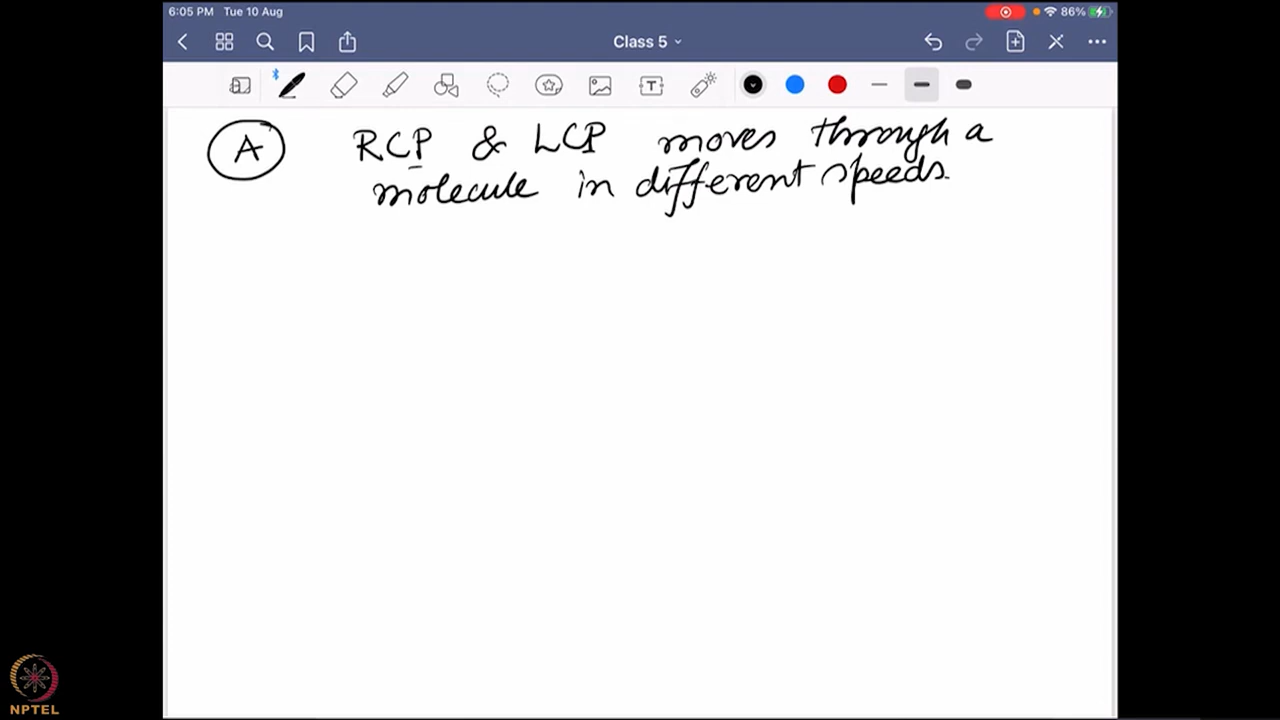 6:05 PM Tue 10 Aug 86%
Class 5
T
A RCP & LCP moves through a
molecule in different speeds.
NPTEL